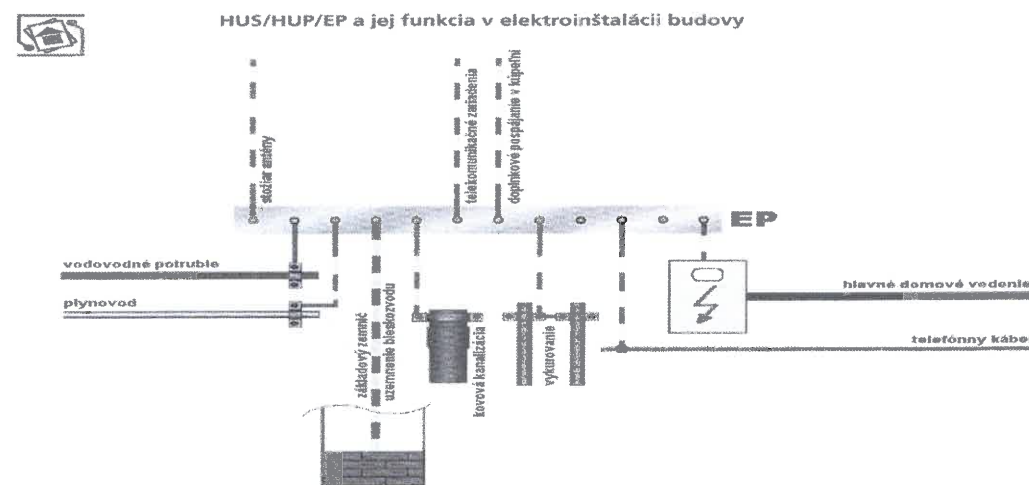 HUS/HUP/EP a jej funkcia v elektroinštalácii budovy
stožiar antény
telekomunikačné zariadenia
doplnkové pospájanie v kúpeľni
EP
vodovodné potrubie
plynovod
základový zemnič
uzemnenie bleskozvodu
kovová kanalizácia
vykurovanie
hlavné domové vedenie
telefónny kábe